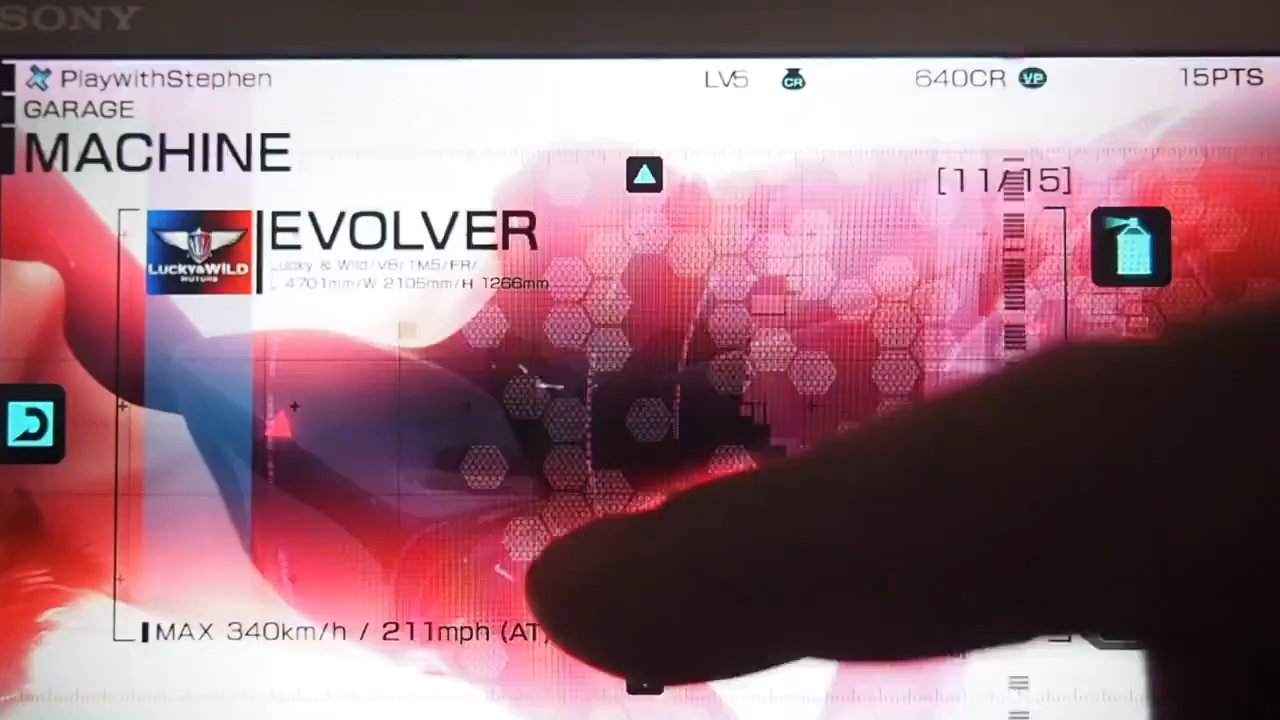 SONY
PlaywithStephen
LV5
CR
640CR
VP
15PTS
GARAGE
MACHINE
[11/15]
LUCKY&WILD
MOTORS
EVOLVER
Lucky & Wild/V8/TM5/FR/
L 4701mm/W 2105mm/H 1266mm
MAX 340km/h / 211mph (AT)